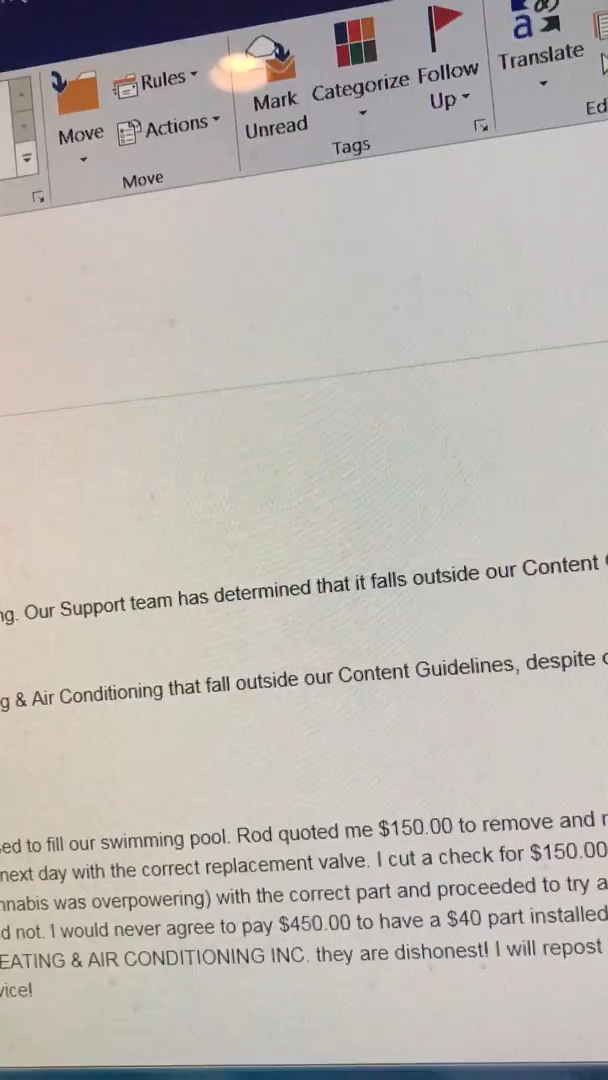 Rules
Move
Actions
Move
Mark
Unread
Categorize
Follow
Up
Tags
a
Translate
Ed
ng. Our Support team has determined that it falls outside our Content
g & Air Conditioning that fall outside our Content Guidelines, despite
sed to fill our swimming pool. Rod quoted me $150.00 to remove and r
next day with the correct replacement valve. I cut a check for $150.00
nnabis was overpowering) with the correct part and proceeded to try a
d not. I would never agree to pay $450.00 to have a $40 part installed
EATING & AIR CONDITIONING INC. they are dishonest! I will repost
vice!